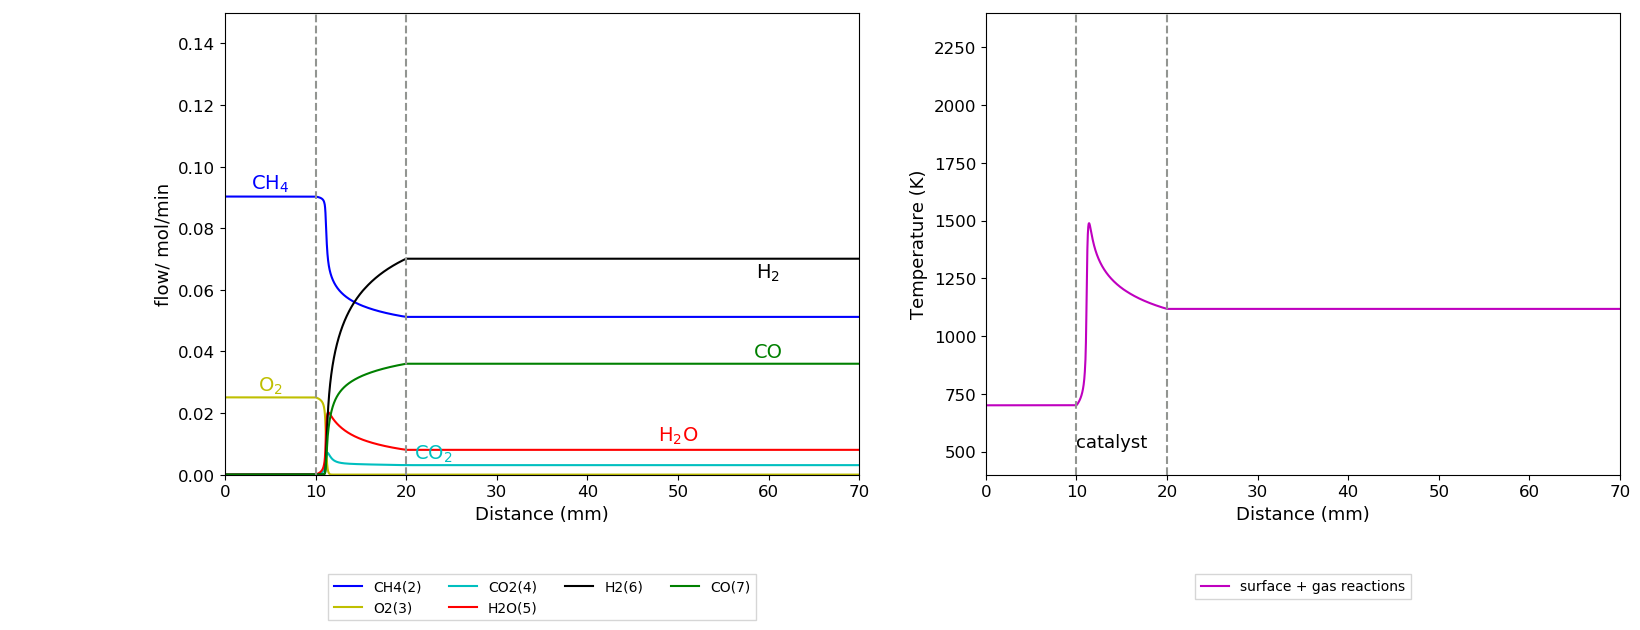 0.14
0.12
0.10
0.08
0.06
0.04
0.02
0.00
flow/ mol/min
CH₄
O₂
H₂
CO
H₂O
CO₂
0 10 20 30 40 50 60 70
Distance (mm)
CH4(2) CO2(4) H2(6) CO(7)
O2(3) H2O(5)
2250
2000
1750
1500
1250
1000
750
500
Temperature (K)
catalyst
0 10 20 30 40 50 60 70
Distance (mm)
surface + gas reactions